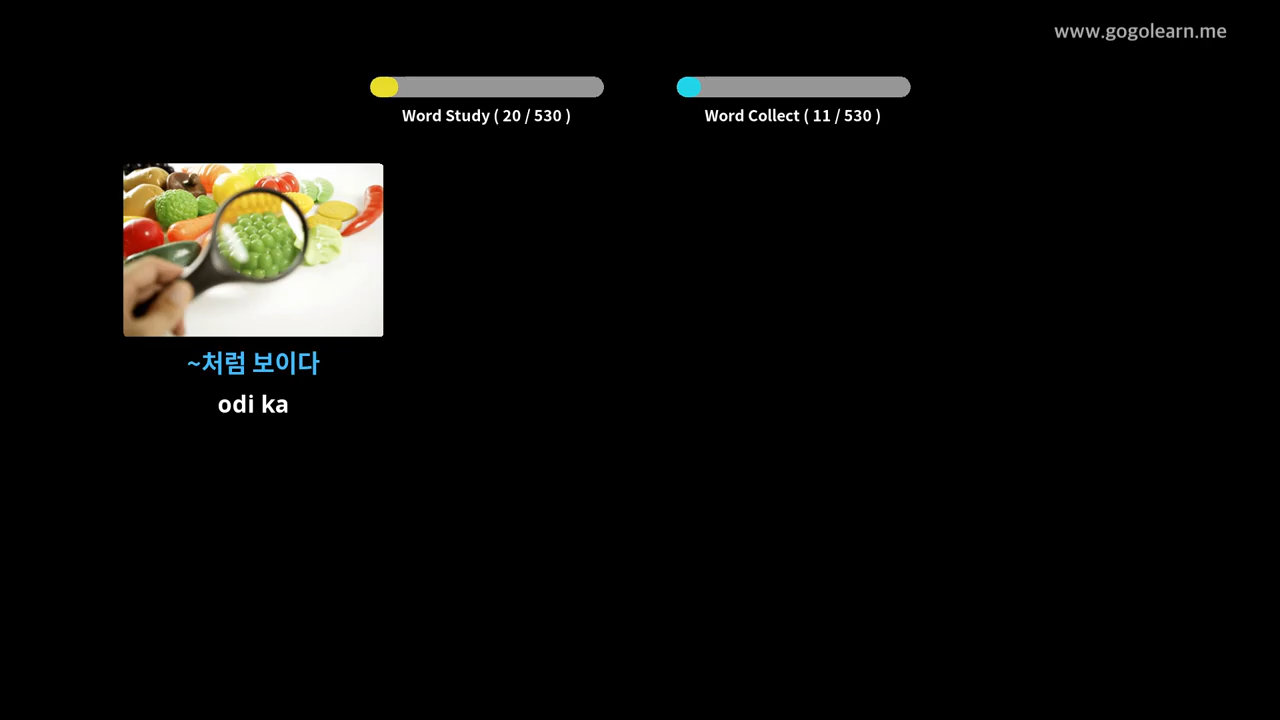 www.gogolearn.me
Word Study ( 20 / 530 )
Word Collect ( 11 / 530 )
~처럼 보이다
odi ka